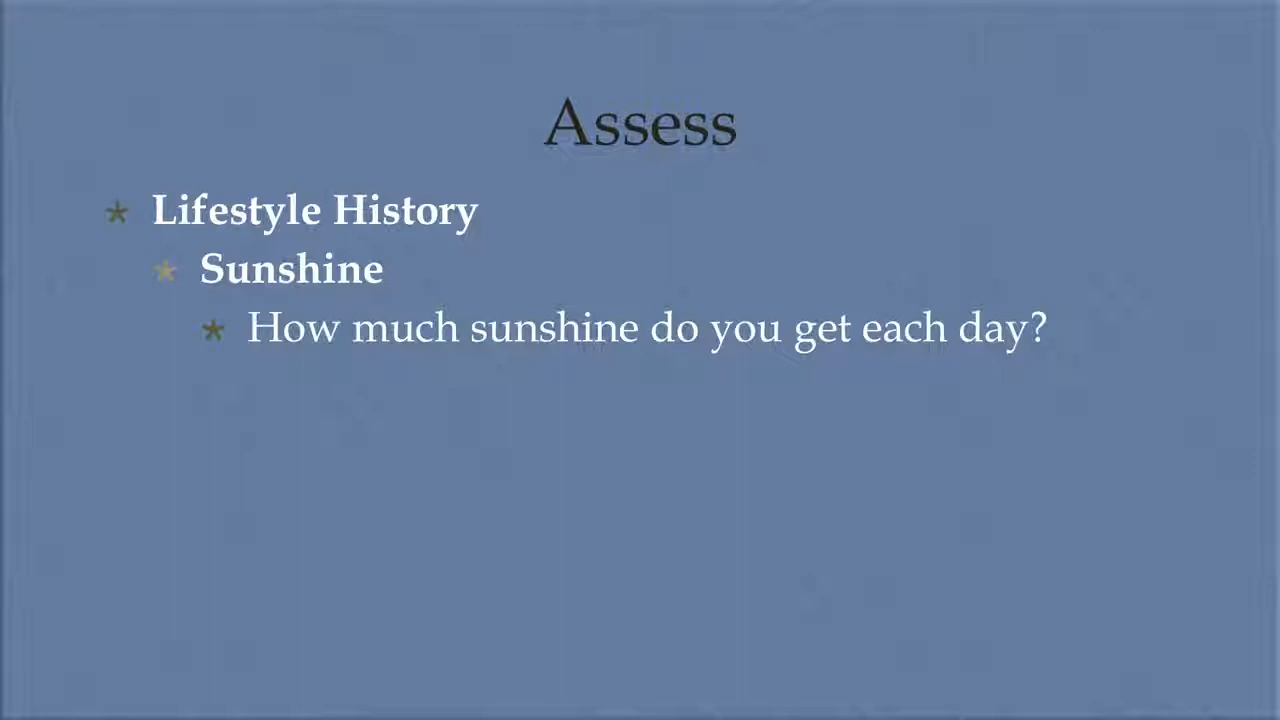 Assess
* Lifestyle History
* Sunshine
* How much sunshine do you get each day?